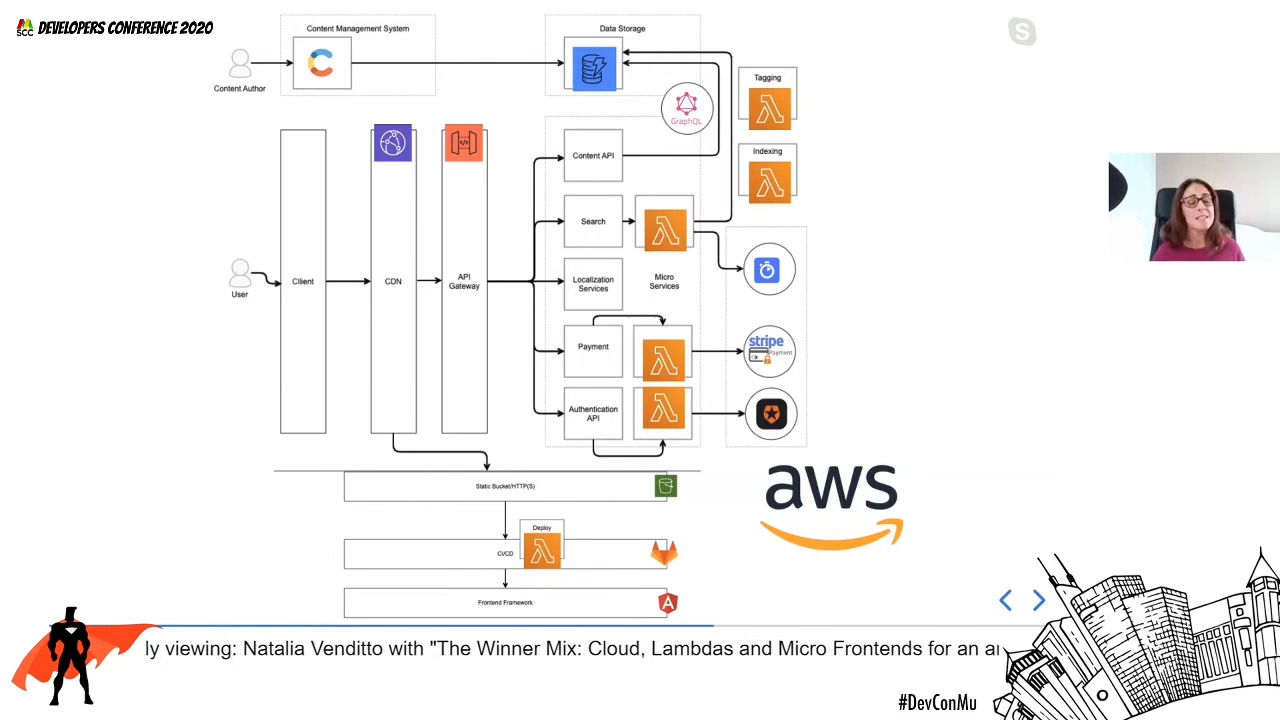 SCC DEVELOPERS CONFERENCE 2020
Content Management System
Data Storage
Content Author
Tagging
GraphQL
Indexing
Content API
Search
User
Cllient
CDN
API
Gateway
Localization
Services
Micro
Services
Payment
stripe
Payment
Authentication
API
Static Bucket/HTTP(S)
aws
Deploy
CI/CD
Frontend Framework
ly viewing: Natalia Venditto with "The Winner Mix: Cloud, Lambdas and Micro Frontends for an
#DevConMu